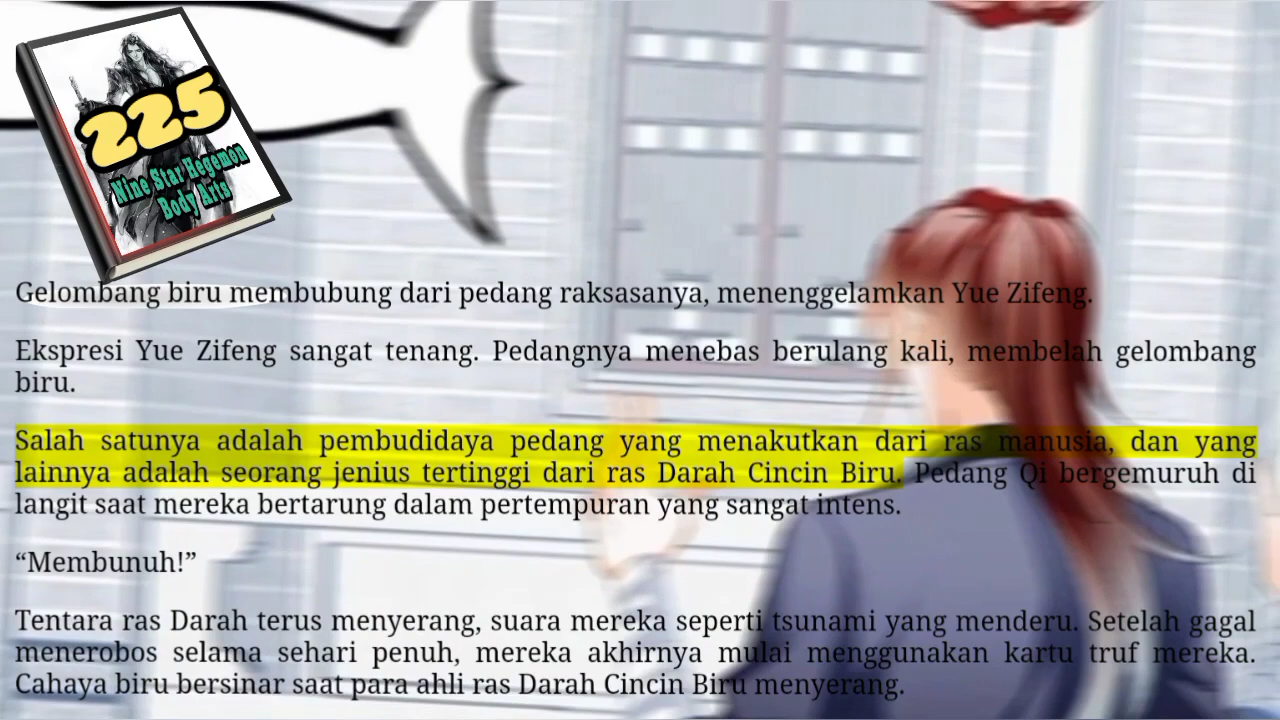 225
Nine Star Hegemon
Body Arts
Gelombang biru membubung dari pedang raksasanya, menenggelamkan Yue Zifeng.
Ekspresi Yue Zifeng sangat tenang. Pedangnya menebas berulang kali, membelah gelombang
biru.
Salah satunya adalah pembudidaya pedang yang menakutkan dari ras manusia, dan yang
lainnya adalah seorang jenius tertinggi dari ras Darah Cincin Biru. Pedang Qi bergemuruh di
langit saat mereka bertarung dalam pertempuran yang sangat intens.
“Membunuh!”
Tentara ras Darah terus menyerang, suara mereka seperti tsunami yang menderu. Setelah gagal
menerobos selama sehari penuh, mereka akhirnya mulai menggunakan kartu truf mereka.
Cahaya biru bersinar saat para ahli ras Darah Cincin Biru menyerang.